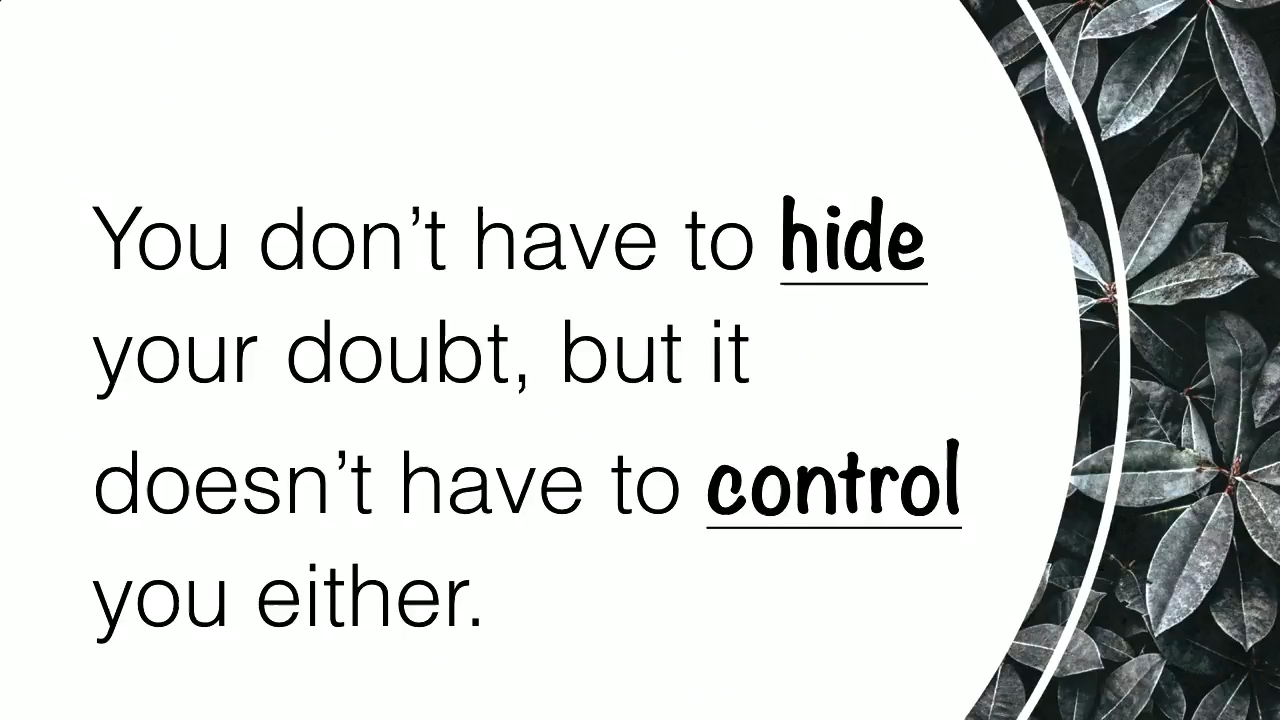 You don’t have to hide
your doubt, but it
doesn’t have to control
you either.